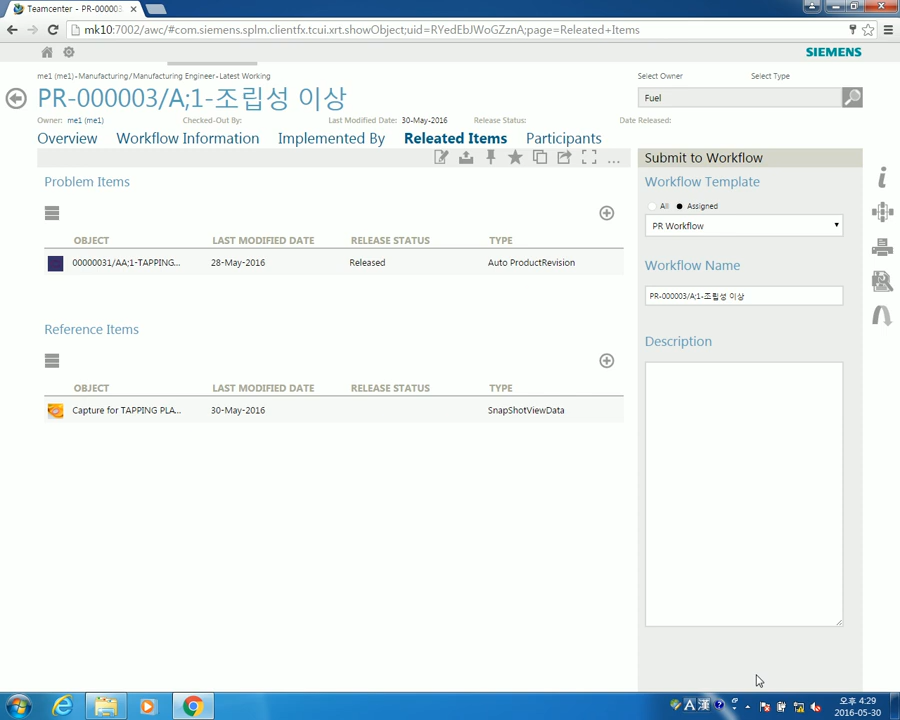 Teamcenter - PR-00000:
mk10:7002/awc/#com.siemens.splm.clientfx.tcui.xrt.showObject;uid=RYedEbJWoGZznA;page=Releated+Items
SIEMENS
me1 (me1)-Manufacturing/Manufacturing Engineer-Latest Working
Select Owner Select Type
PR-000003/A;1-조립성 이상
Fuel
Owner: me1 (me1) Checked-Out By: Last Modified Date: 30-May-2016 Release Status: Date Released:
Overview Workflow Information Implemented By Releated Items Participants
Submit to Workflow
Problem Items
Workflow Template
All Assigned
PR Workflow
OBJECT LAST MODIFIED DATE RELEASE STATUS TYPE
00000031/AA;1-TAPPING... 28-May-2016 Released Auto ProductRevision
Workflow Name
PR-000003/A;1-조립성 이상
Reference Items
Description
OBJECT LAST MODIFIED DATE RELEASE STATUS TYPE
Capture for TAPPING PLA... 30-May-2016 SnapShotViewData
A 漢
오후 4:29
2016-05-30